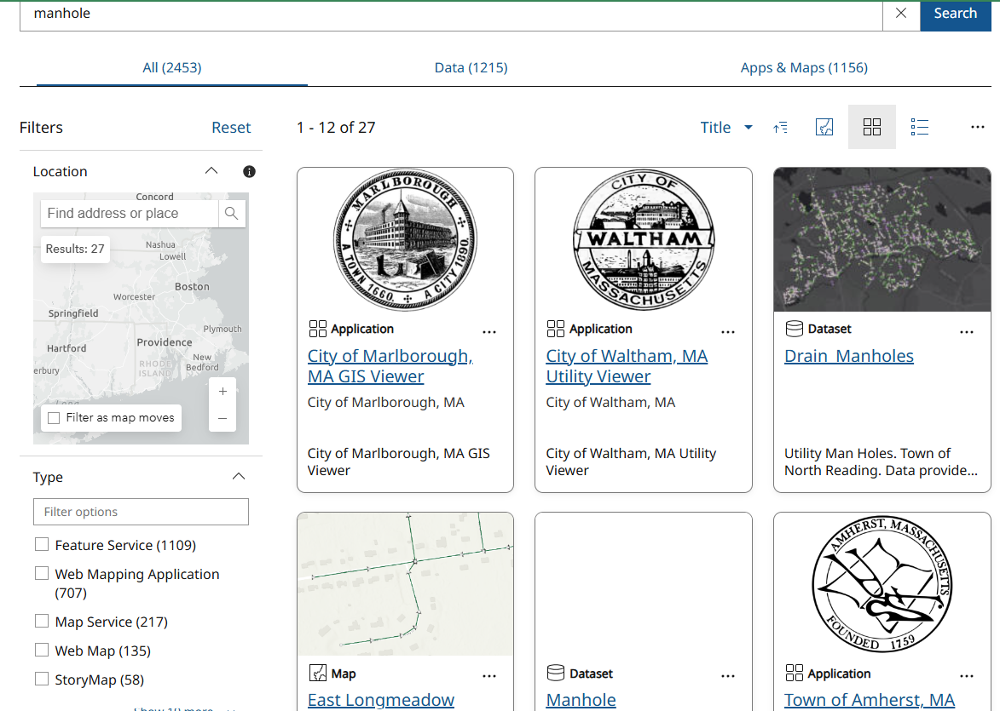 manhole
Search
All (2453)
Data (1215)
Apps & Maps (1156)
Filters
Reset
1 - 12 of 27
Title
Location
Concord
Find address or place
Results: 27
Nashua
Lowell
Boston
Worcester
Springfield
Plymouth
Hartford
Providence
New
Bedford
RHODE
ISLAND
erbury
Long
Filter as map moves
Type
Filter options
Feature Service (1109)
Web Mapping Application
(707)
Map Service (217)
Web Map (135)
StoryMap (58)
Show 10 more
MARLBOROUGH
A TOWN 1660. A CITY 1890.
Application
City of Marlborough,
MA GIS Viewer
City of Marlborough, MA
City of Marlborough, MA GIS
Viewer
CITY OF
WALTHAM
MASSACHUSETTS
Application
City of Waltham, MA
Utility Viewer
City of Waltham, MA
City of Waltham, MA Utility
Viewer
Dataset
Drain_Manholes
Utility Man Holes. Town of
North Reading. Data provide...
Map
East Longmeadow
Dataset
Manhole
AMHERST, MASSACHUSETTS
FOUNDED 1759
Application
Town of Amherst, MA